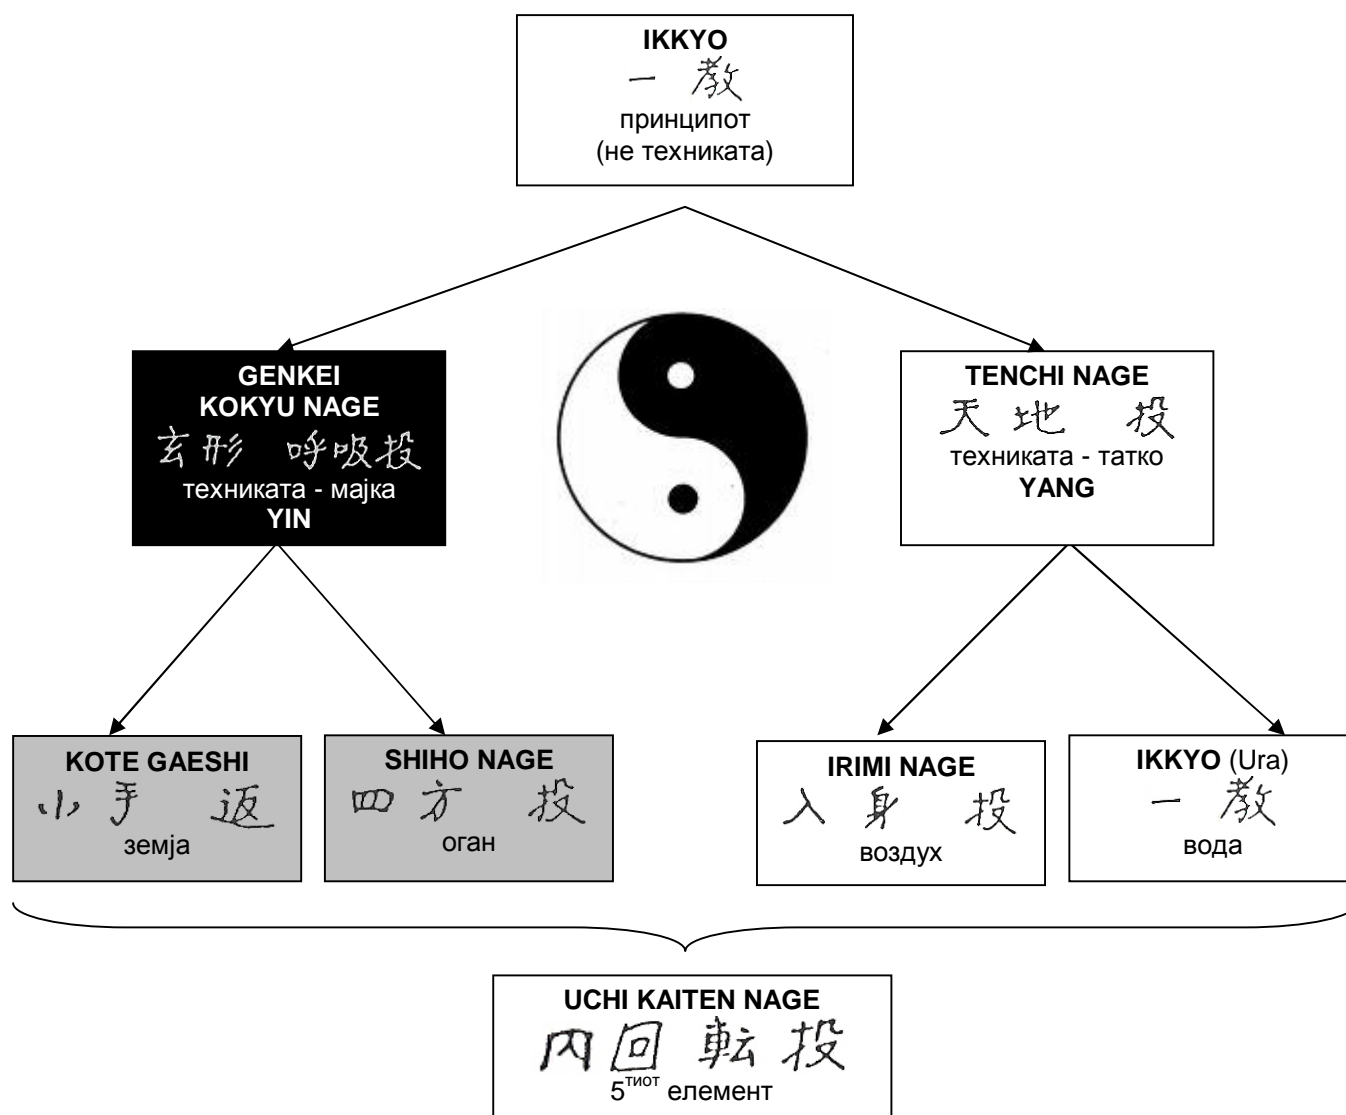 IKKYO
一 教
принципот
(не техниката)
GENKEI
KOKYU NAGE
玄形 呼吸投
техниката - мајка
YIN
TENCHI NAGE
天地 投
техниката - татко
YANG
KOTE GAESHI
小手 返
земја
SHIHO NAGE
四方 投
оган
IRIMI NAGE
入身 投
воздух
IKKYO (Ura)
一 教
вода
UCHI KAITEN NAGE
内回転投
5тиот елемент